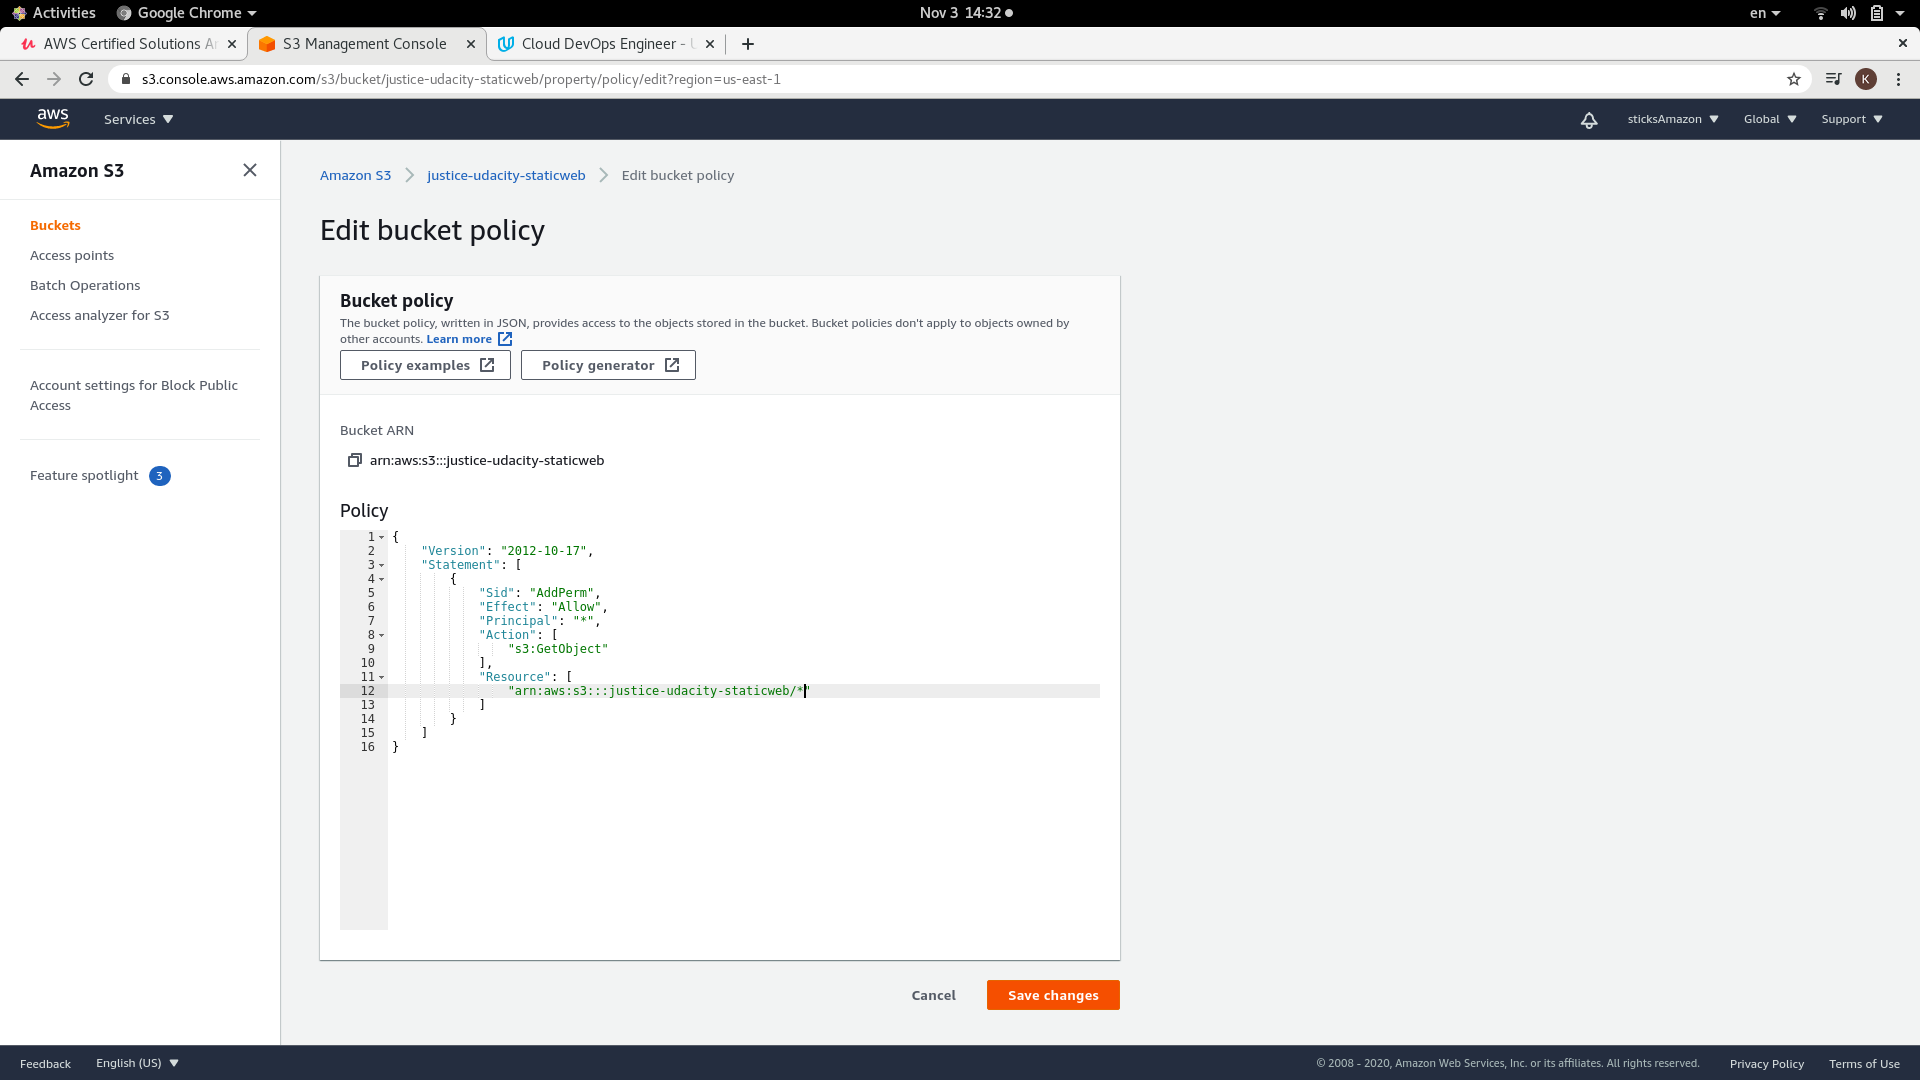 Activities Google Chrome Nov 3 14:32 en
AWS Certified Solutions Ar S3 Management Console Cloud DevOps Engineer - U
s3.console.aws.amazon.com/s3/bucket/justice-udacity-staticweb/property/policy/edit?region=us-east-1 K
aws Services sticksAmazon Global Support
Amazon S3
Buckets
Access points
Batch Operations
Access analyzer for S3
Account settings for Block Public
Access
Feature spotlight 3
Amazon S3 justice-udacity-staticweb Edit bucket policy
Edit bucket policy
Bucket policy
The bucket policy, written in JSON, provides access to the objects stored in the bucket. Bucket policies don't apply to objects owned by
other accounts. Learn more
Policy examples Policy generator
Bucket ARN
arn:aws:s3:::justice-udacity-staticweb
Policy
1 {
2 "Version": "2012-10-17",
3 "Statement": [
4 {
5 "Sid": "AddPerm",
6 "Effect": "Allow",
7 "Principal": "*",
8 "Action": [
9 "s3:GetObject"
10 ],
11 "Resource": [
12 "arn:aws:s3:::justice-udacity-staticweb/*"
13 ]
14 }
15 ]
16 }
Cancel Save changes
Feedback English (US) © 2008 - 2020, Amazon Web Services, Inc. or its affiliates. All rights reserved. Privacy Policy Terms of Use